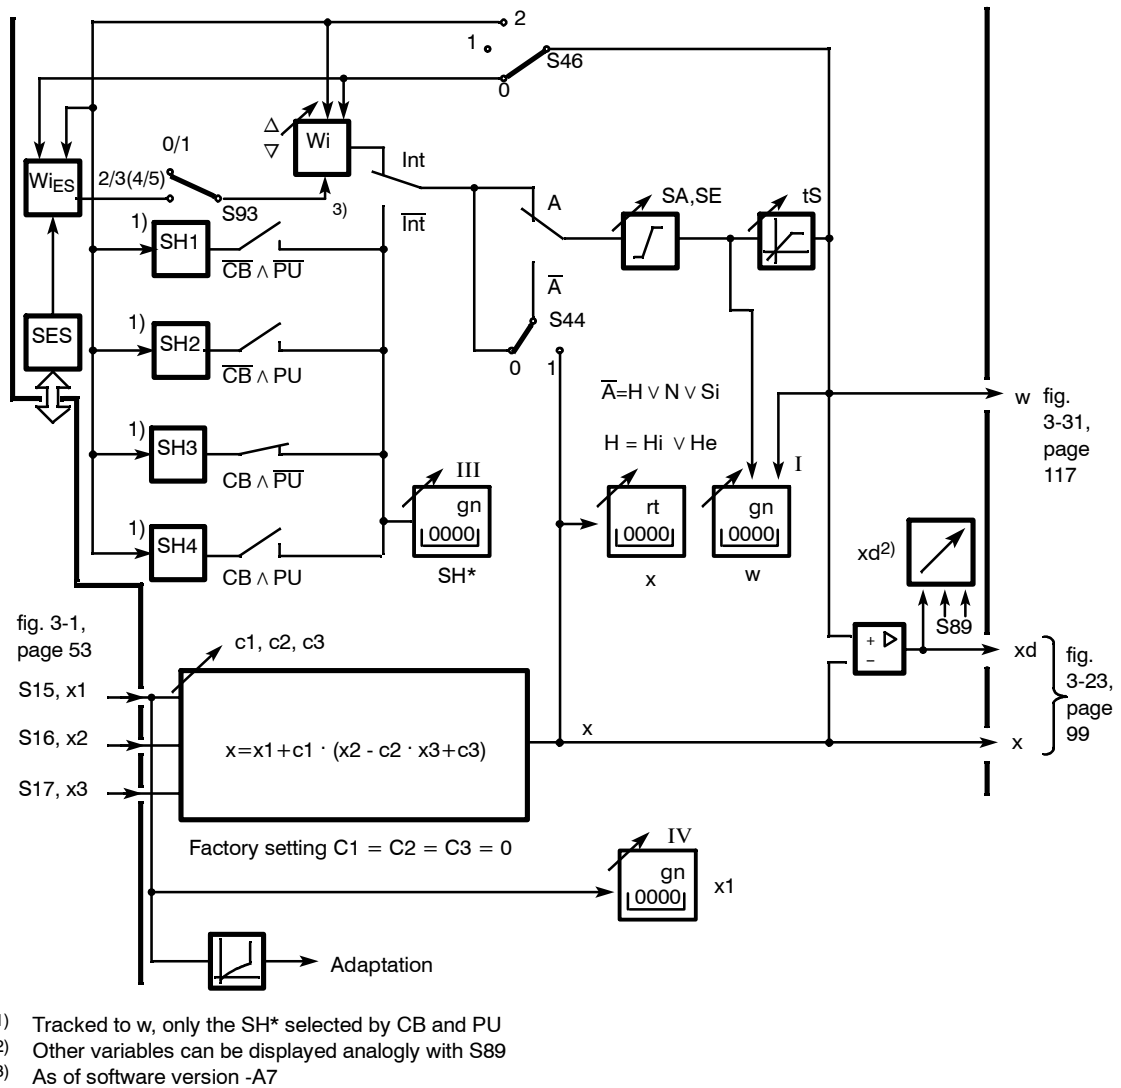 2
1
S46
0
△
▽
Wi
Int
0/1
WiES
2/3(4/5)
S93
3)
I̅n̅t̅
A
SA,SE
tS
1)
SH1
C̅B̅ ∧ P̅U̅
A̅
S44
0
1
SES
1)
SH2
C̅B̅ ∧ PU
A̅=H ∨ N ∨ Si
H = Hi ∨ He
w fig.
3-31,
page
117
1)
SH3
CB ∧ P̅U̅
III
gn
0000
SH*
rt
0000
x
I
gn
0000
w
1)
SH4
CB ∧ PU
xd2)
S89
fig. 3-1,
page 53
c1, c2, c3
+
−
xd
fig.
3-23,
page
99
S15, x1
S16, x2
S17, x3
x=x1+c1 · (x2 - c2 · x3+c3)
x
x
Factory setting C1 = C2 = C3 = 0
IV
gn
0000
x1
Adaptation
Tracked to w, only the SH* selected by CB and PU
2) Other variables can be displayed analogly with S89
3) As of software version -A7